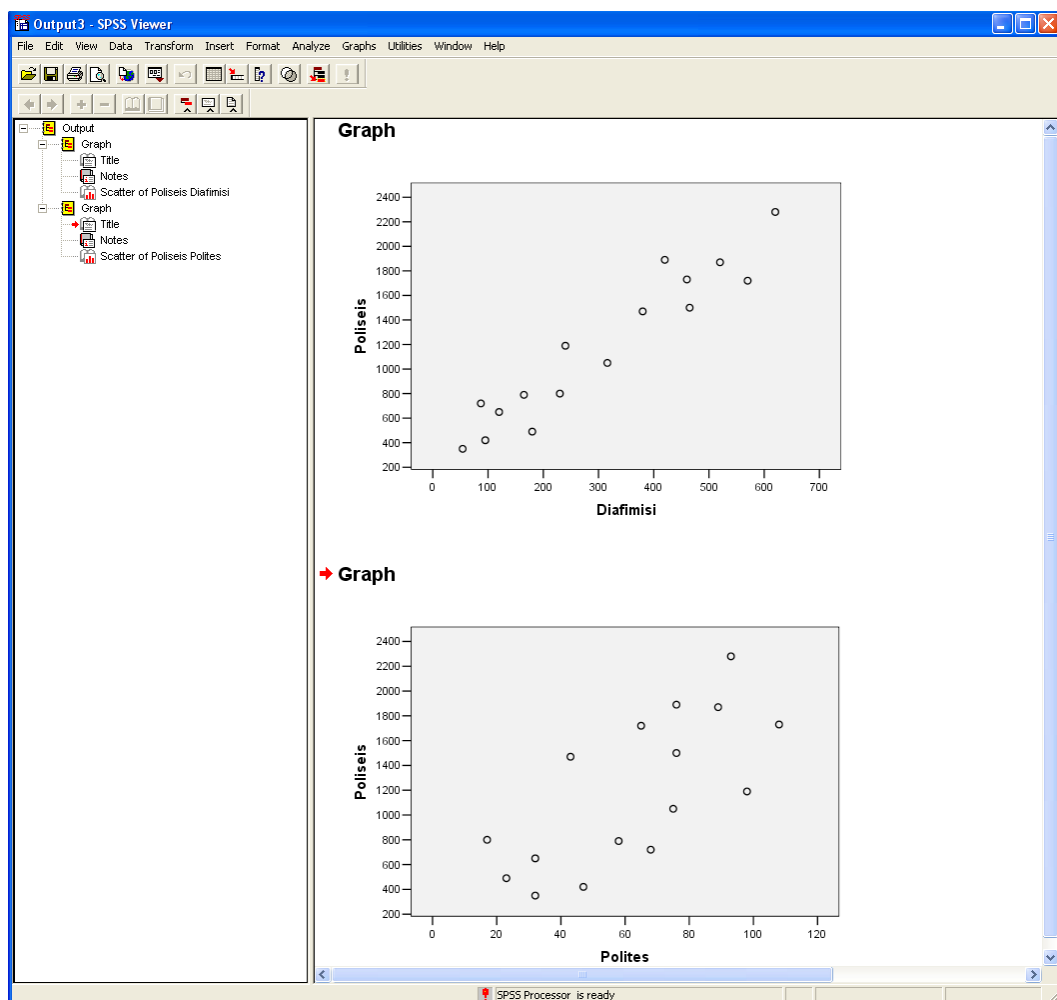 Output3 - SPSS Viewer
File Edit View Data Transform Insert Format Analyze Graphs Utilities Window Help
Output
Graph
Title
Notes
Scatter of Poliseis Diafimisi
Graph
Title
Notes
Scatter of Poliseis Polites
Graph
2400
2200
2000
1800
1600
1400
1200
1000
800
600
400
200
Poliseis
0 100 200 300 400 500 600 700
Diafimisi
Graph
2400
2200
2000
1800
1600
1400
1200
1000
800
600
400
200
Poliseis
0 20 40 60 80 100 120
Polites
SPSS Processor is ready